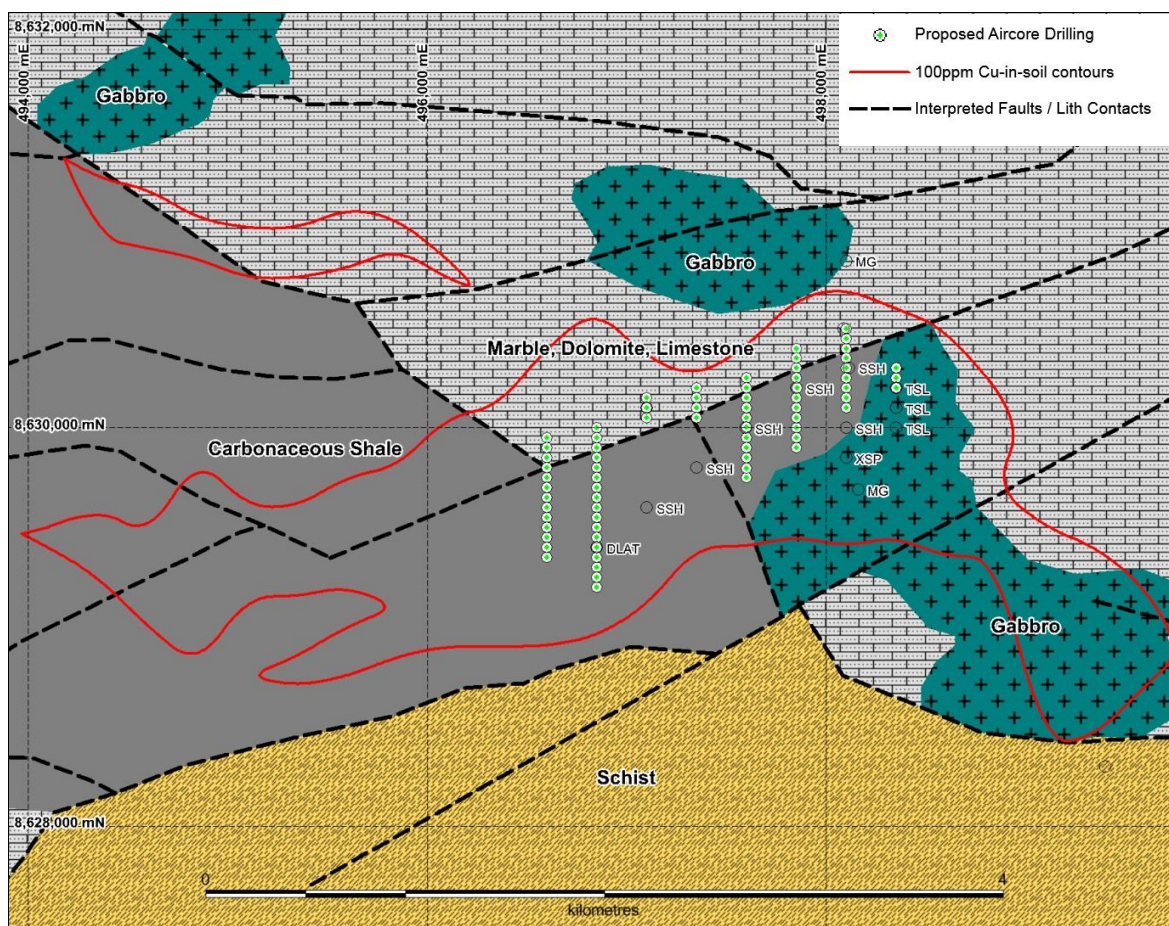 8,632,000 mN
494,000 mE
496,000 mE
498,000 mE
Proposed Aircore Drilling
100ppm Cu-in-soil contours
Interpreted Faults / Lith Contacts
Gabbro
Gabbro
MG
Marble, Dolomite, Limestone
SSH
SSH
TSL
TSL
8,630,000 mN
SSH
SSH
TSL
Carbonaceous Shale
XSP
SSH
MG
SSH
DLAT
Gabbro
Schist
8,628,000 mN
0
4
kilometres